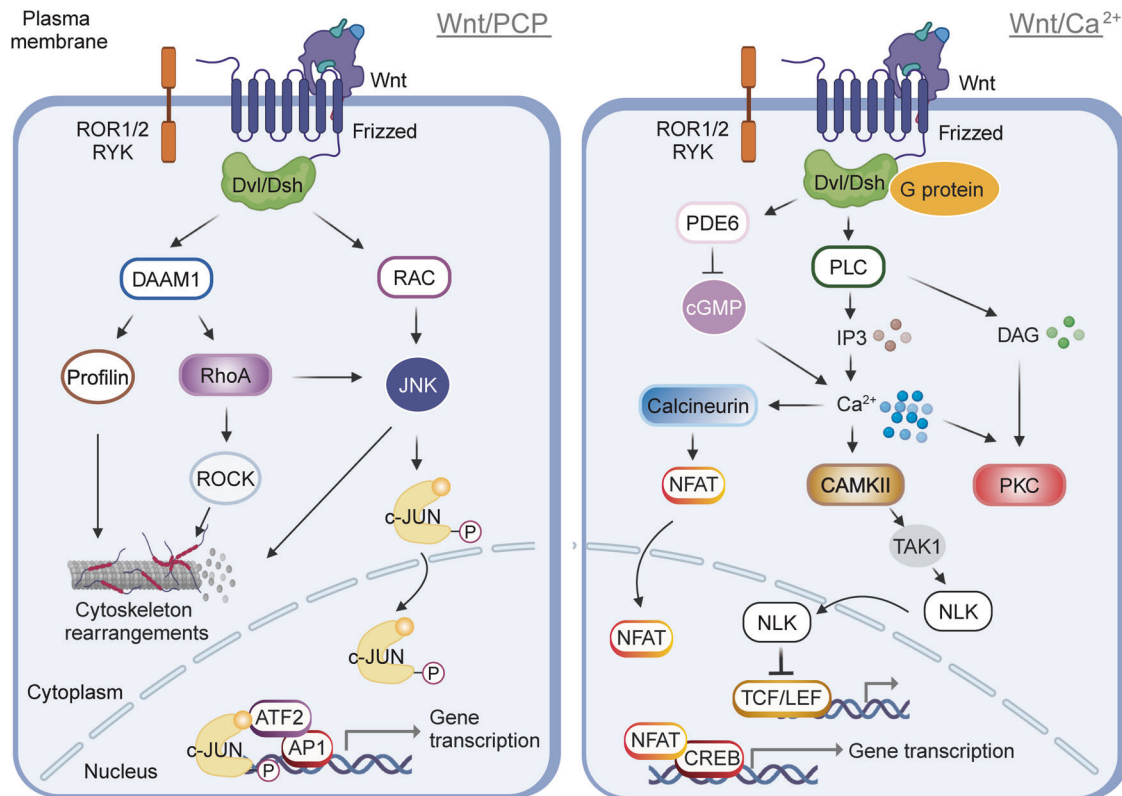 Plasma
membrane
Wnt/PCP
Wnt
ROR1/2
RYK
Frizzed
Dvl/Dsh
DAAM1
RAC
Profilin
RhoA
JNK
ROCK
c-JUN
P
Cytoskeleton
rearrangements
c-JUN
P
Cytoplasm
ATF2
c-JUN
AP1
P
Gene
transcription
Nucleus
Wnt/Ca²⁺
Wnt
ROR1/2
RYK
Frizzed
Dvl/Dsh
G protein
PDE6
PLC
cGMP
IP3
DAG
Calcineurin
Ca²⁺
NFAT
CAMKII
PKC
TAK1
NLK
NFAT
NLK
TCF/LEF
NFAT
CREB
Gene transcription